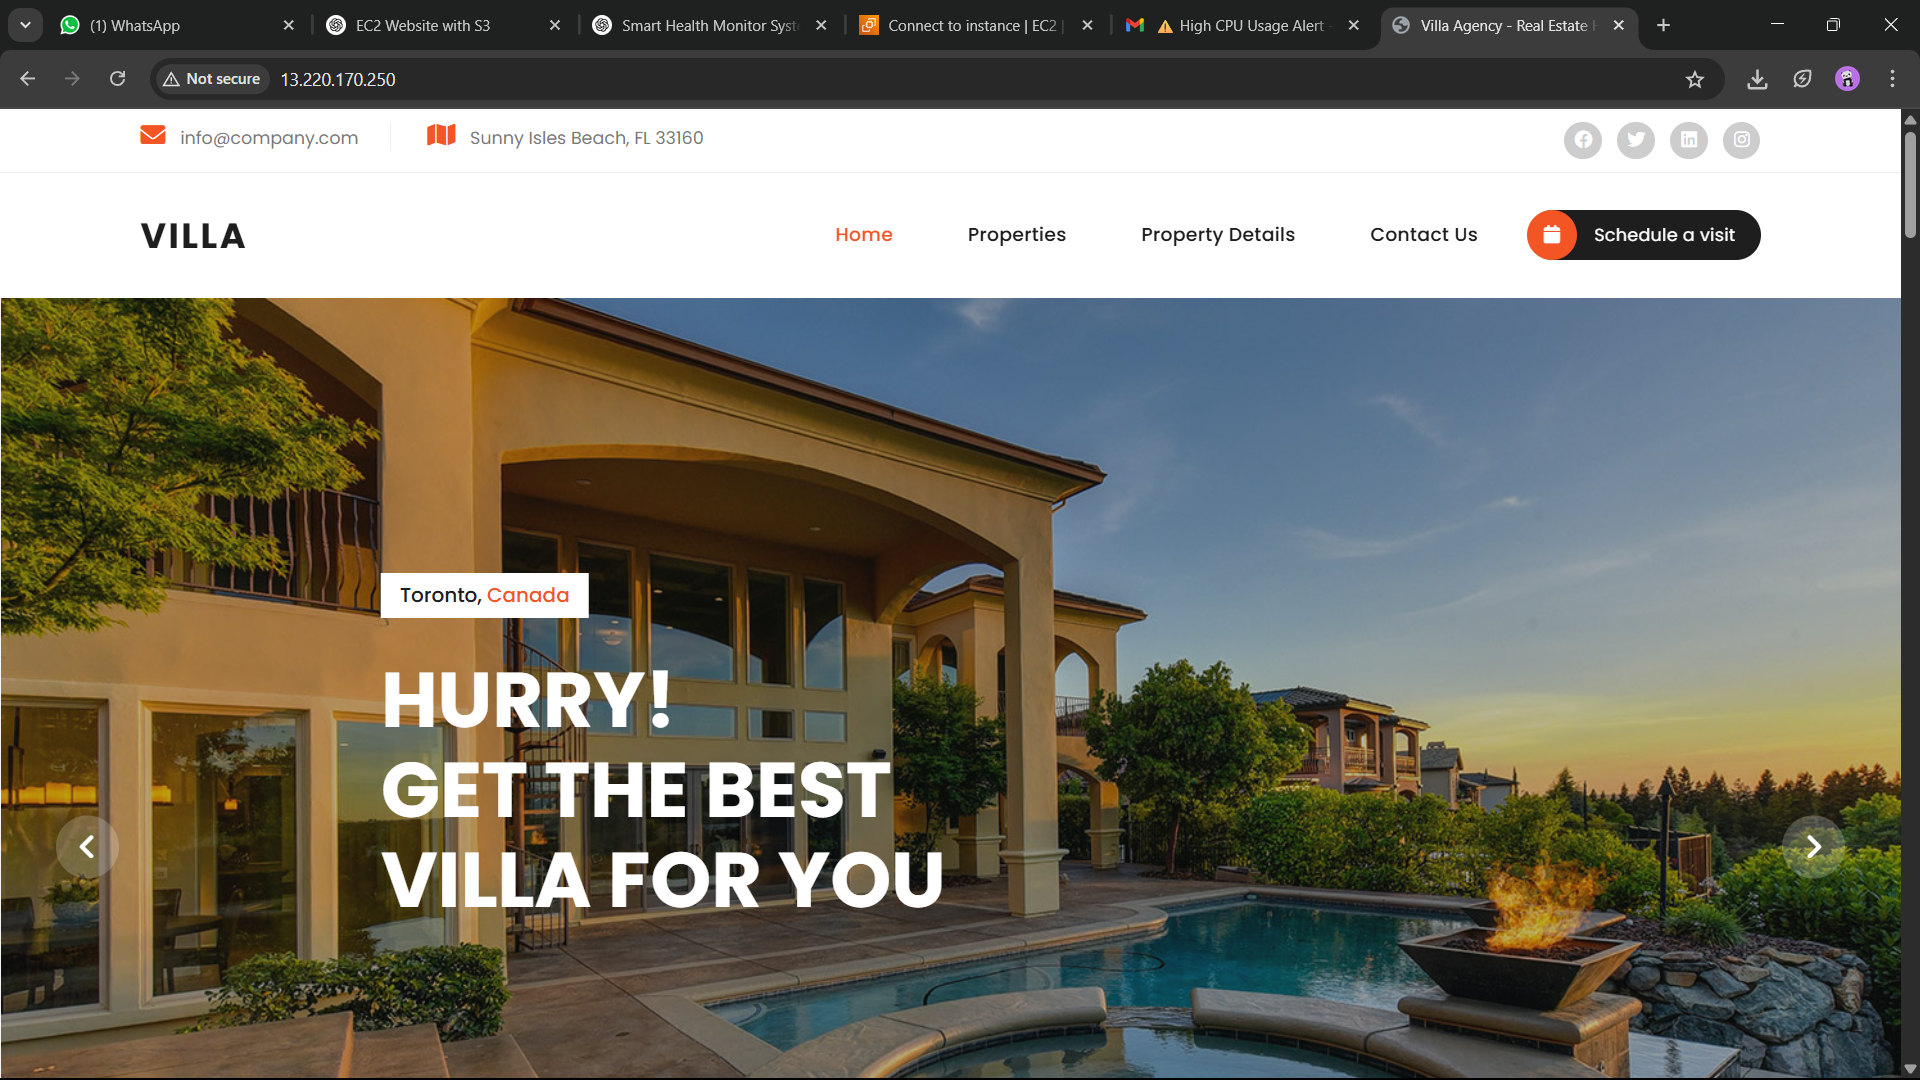 (1) WhatsApp
EC2 Website with S3
Smart Health Monitor Syst
Connect to instance | EC2 |
High CPU Usage Alert -
Villa Agency - Real Estate
Not secure
13.220.170.250
info@company.com
Sunny Isles Beach, FL 33160
VILLA
Home
Properties
Property Details
Contact Us
Schedule a visit
Toronto, Canada
HURRY!
GET THE BEST
VILLA FOR YOU